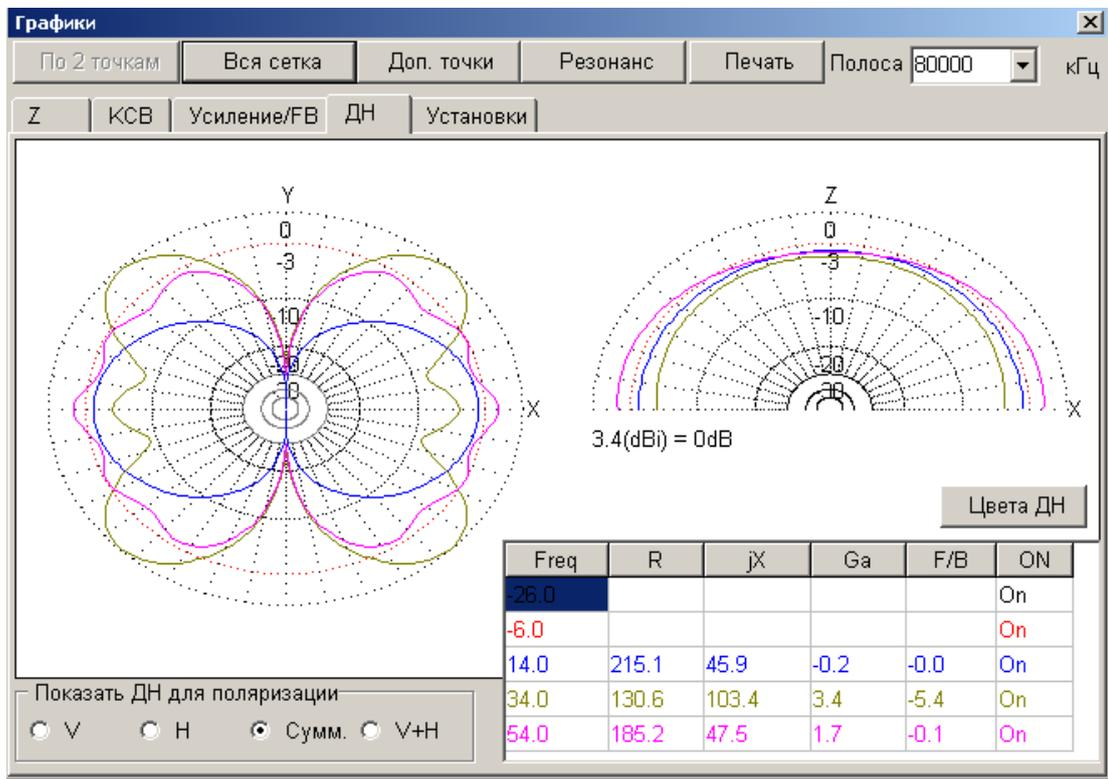 Графики
По 2 точкам Вся сетка Доп. точки Резонанс Печать Полоса 80000 кГц
Z КСВ Усиление/FB ДН Установки
Y Z
0 0
-3 -3
-10 -10
20 20
30 30
X X
3.4(dBi) = 0dB
Цвета ДН
Freq R jX Ga F/B ON
-26.0 On
-6.0 On
14.0 215.1 45.9 -0.2 -0.0 On
34.0 130.6 103.4 3.4 -5.4 On
54.0 185.2 47.5 1.7 -0.1 On
Показать ДН для поляризации
V H Сумм. V+H